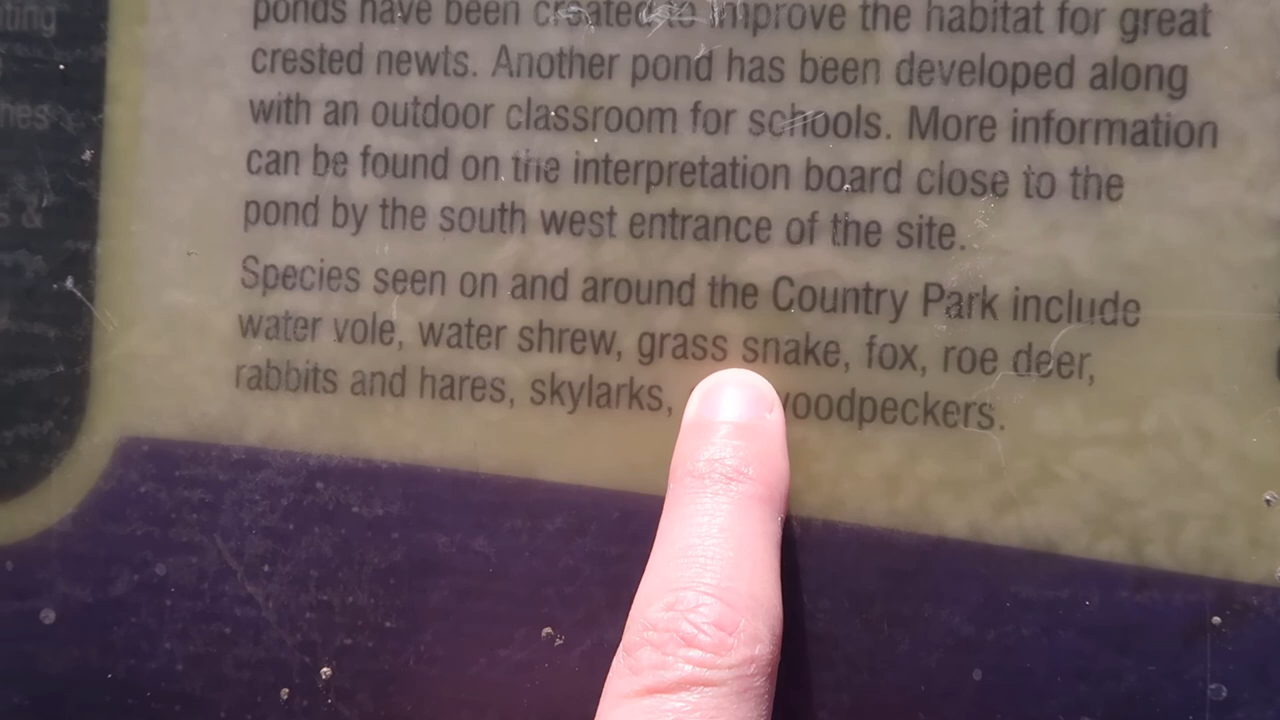 iting
ponds have been created to improve the habitat for great
crested newts. Another pond has been developed along
with an outdoor classroom for schools. More information
hes
can be found on the interpretation board close to the
s &
pond by the south west entrance of the site.
Species seen on and around the Country Park include
water vole, water shrew, grass snake, fox, roe deer,
rabbits and hares, skylarks, woodpeckers.